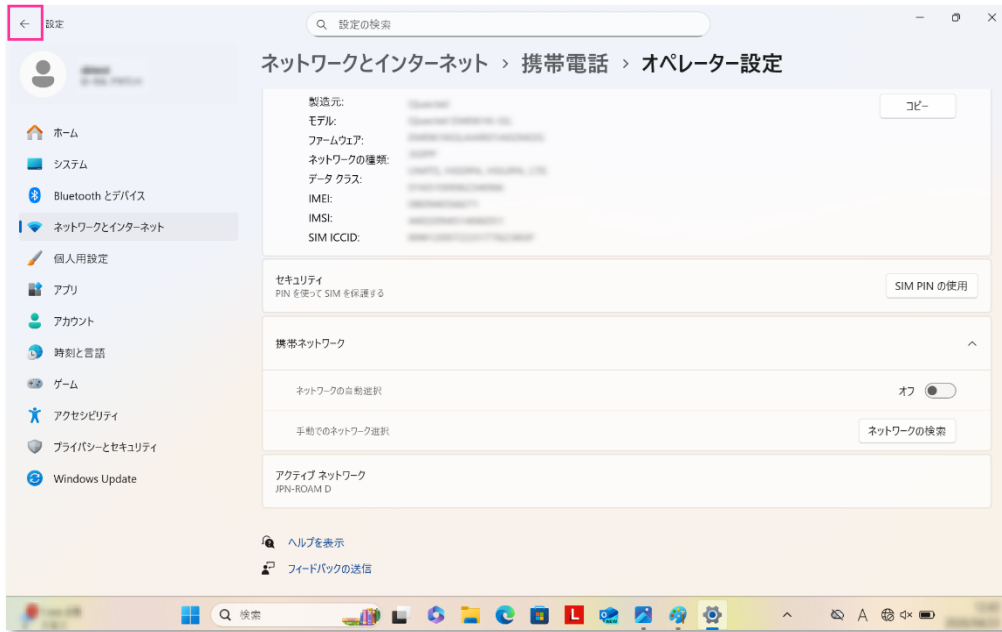 設定
設定の検索
ネットワークとインターネット › 携帯電話 › オペレーター設定
ホーム
システム
Bluetooth とデバイス
ネットワークとインターネット
個人用設定
アプリ
アカウント
時刻と言語
ゲーム
アクセシビリティ
プライバシーとセキュリティ
Windows Update
製造元:
コピー
モデル:
ファームウェア:
ネットワークの種類:
データ クラス:
IMEI:
IMSI:
SIM ICCID:
セキュリティ
PIN を使って SIM を保護する
SIM PIN の使用
携帯ネットワーク
ネットワークの自動選択
オフ
手動でのネットワーク選択
ネットワークの検索
アクティブ ネットワーク
JPN-ROAM D
ヘルプを表示
フィードバックの送信
検索
L
NEW
A